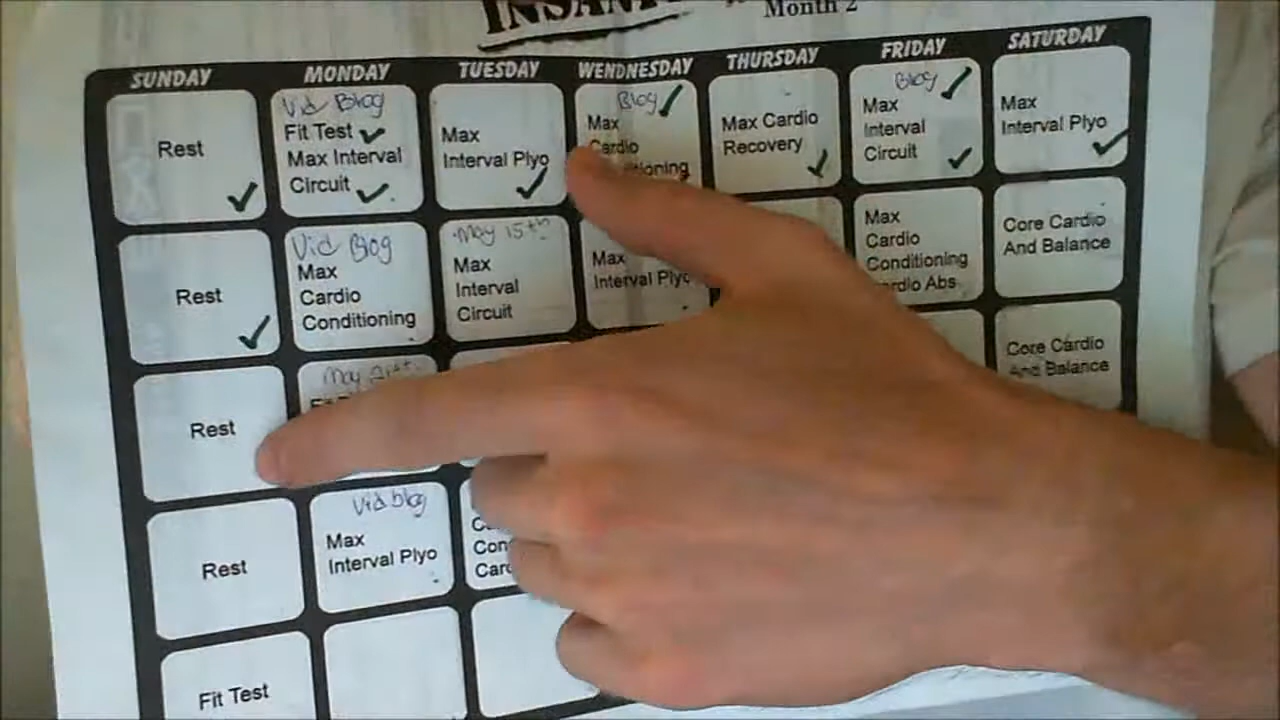 Month 2
SUNDAY MONDAY TUESDAY WENDNESDAY THURSDAY FRIDAY SATURDAY
Rest
Vid Blog
Fit Test
Max Interval
Circuit
Max
Interval Plyo
Blog
Max
Cardio
Max Cardio
Recovery
Blog
Max
Interval
Circuit
Max
Interval Plyo
Rest
Vid Blog
Max
Cardio
Conditioning
May 15th
Max
Interval
Circuit
Max
Interval Plyo
Max
Cardio
Conditioning
Core Cardio
And Balance
Rest
Core Cardio
And Balance
Rest
Vid blog
Max
Interval Plyo
Fit Test